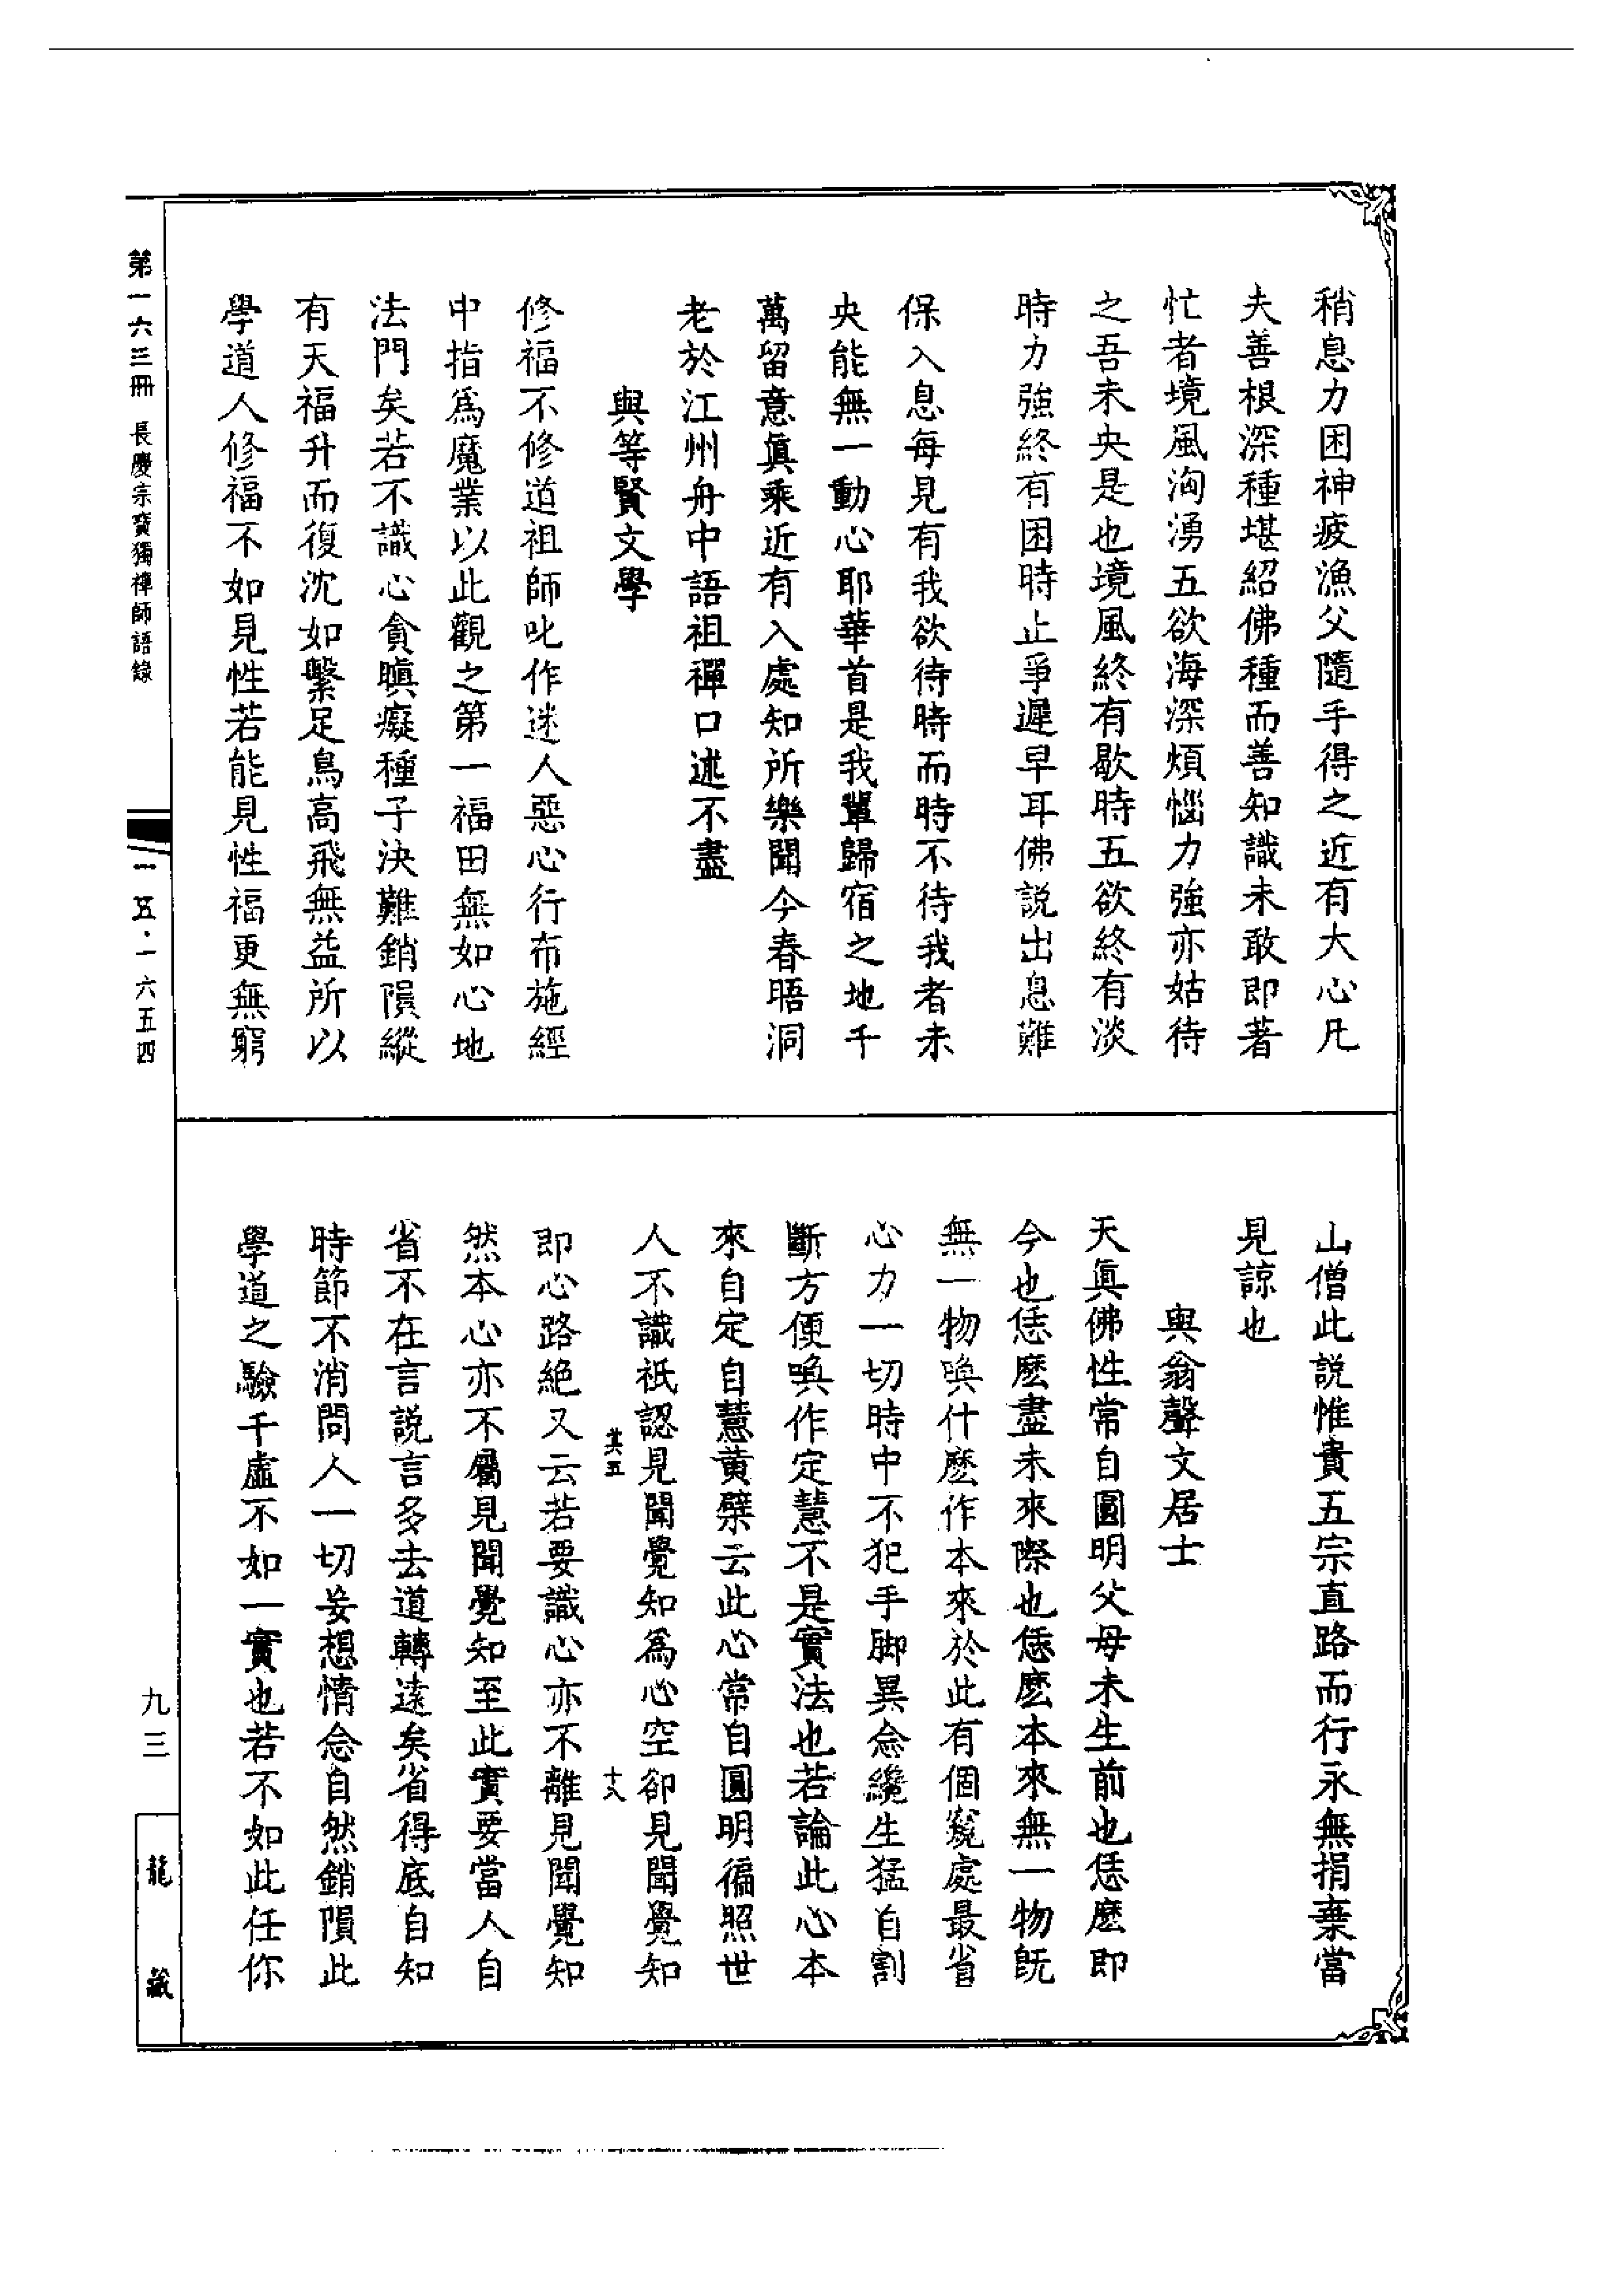 稍息力困神疲漁父隨手得之近有大心凡
夫善根深種堪紹佛種而善知識未敢即著
忙者境風洶湧五欲海深煩惱力強亦姑待
之吾未央是也境風終有歇時五欲終有淡
時力強終有困時止爭遲早耳佛説出息難
保入息每見有我欲待時而時不待我者未
央能無一動心耶華首是我輩歸宿之地千
萬留意眞乘近有入處知所樂聞今春晤洞
老於江州舟中語祖禪口述不盡
與等賢文學
修福不修道祖師叱作迷人惡心行布施經
中指爲魔業以此觀之第一福田無如心地
法門矣若不識心貪瞋癡種子決難銷隕縱
有天福升而復沈如繫足鳥高飛無益所以
學道人修福不如見性若能見性福更無窮
山僧此説惟貴五宗直路而行永無捐棄當
見諒也
與翁聲文居士
天眞佛性常自圓明父母未生前也恁麽即
今也恁麽盡未來際也恁麽本來無一物既
無一物喚什麽作本來於此有個窺處最省
心力一切時中不犯手脚異念纔生猛自割
斷方便喚作定慧不是實法也若論此心本
來自定自慧黄檗云此心常自圓明徧照世
人不識祇認見聞覺知爲心空卻見聞覺知
其五
十八
即心路絶又云若要識心亦不離見聞覺知
然本心亦不屬見聞覺知至此實要當人自
省不在言説言多去道轉遠矣省得底自知
時節不消問人一切妄想情念自然銷隕此
學道之驗千虛不如一實也若不如此任你
第一六三冊
長慶宗寶獨禪師語錄
一五·一六五四
九三
龍藏